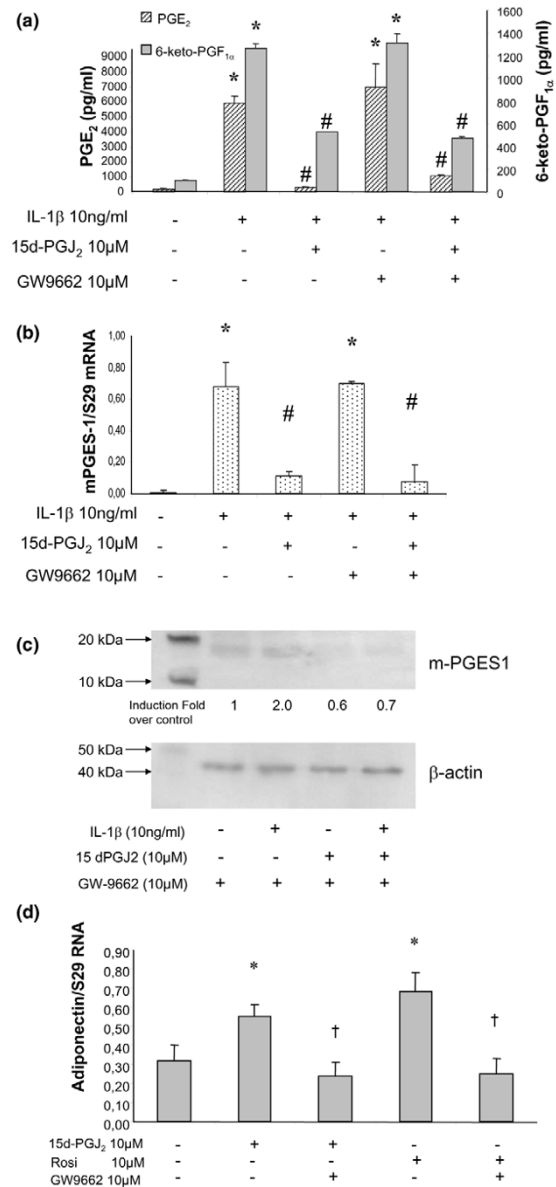 (a)
PGE2
6-keto-PGF1α
* * * *
# # # #
PGE2 (pg/ml)
9000
8000
7000
6000
5000
4000
3000
2000
1000
0
6-keto-PGF1α (pg/ml)
1600
1400
1200
1000
800
600
400
200
0
IL-1β 10ng/ml - + + + +
15d-PGJ2 10µM - - + - +
GW9662 10µM - - - + +
(b)
mPGES-1/S29 mRNA
1,00
0,80
0,60
0,40
0,20
0,00
* # * #
IL-1β 10ng/ml - + + + +
15d-PGJ2 10µM - - + - +
GW9662 10µM - - - + +
(c)
20 kDa
10 kDa
m-PGES1
Induction Fold 1 2.0 0.6 0.7
over control
50 kDa
40 kDa
β-actin
IL-1β (10ng/ml) - + - +
15 dPGJ2 (10µM) - - + +
GW-9662 (10µM) + + + +
(d)
Adiponectin/S29 RNA
0,90
0,80
0,70
0,60
0,50
0,40
0,30
0,20
0,00
* † * †
15d-PGJ2 10µM - + + - -
Rosi 10µM - - - + +
GW9662 10µM - - + - +